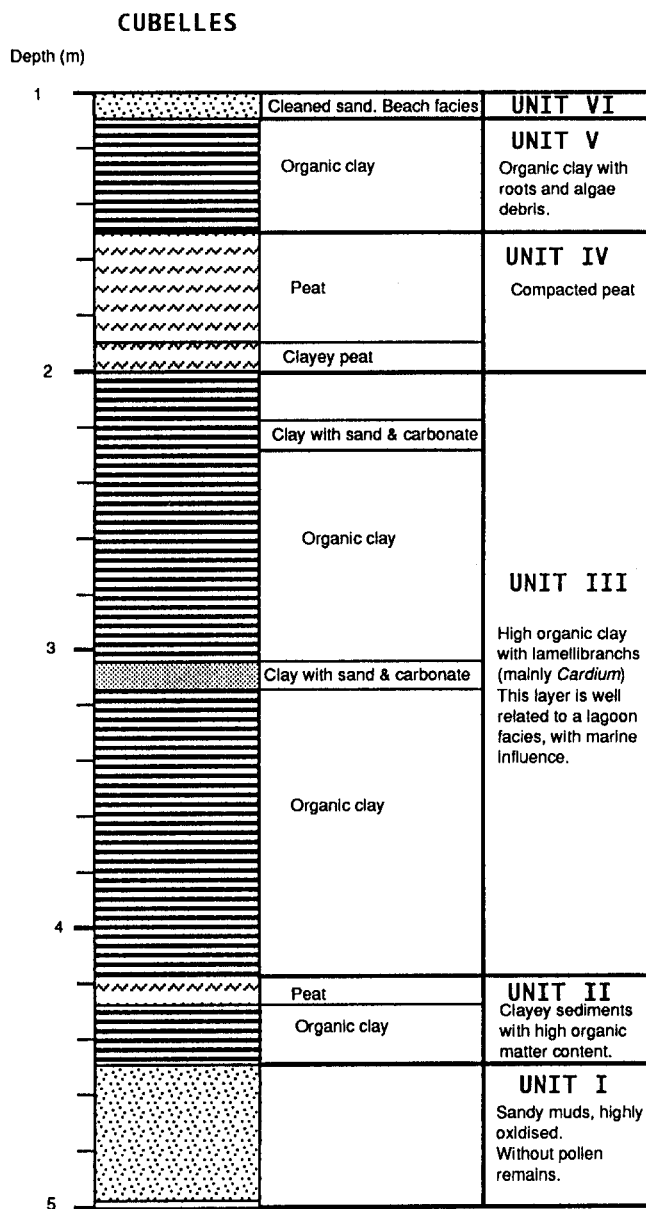 CUBELLES
Depth (m)
1
Cleaned sand. Beach facies
UNIT VI
UNIT V
Organic clay
Organic clay with
roots and algae
debris.
UNIT IV
Peat
Compacted peat
Clayey peat
2
Clay with sand & carbonate
Organic clay
UNIT III
High organic clay
with lamellibranchs
(mainly Cardium)
This layer is well
related to a lagoon
facies, with marine
influence.
3
Clay with sand & carbonate
Organic clay
4
Peat
UNIT II
Organic clay
Clayey sediments
with high organic
matter content.
UNIT I
Sandy muds, highly
oxidised.
Without pollen
remains.
5